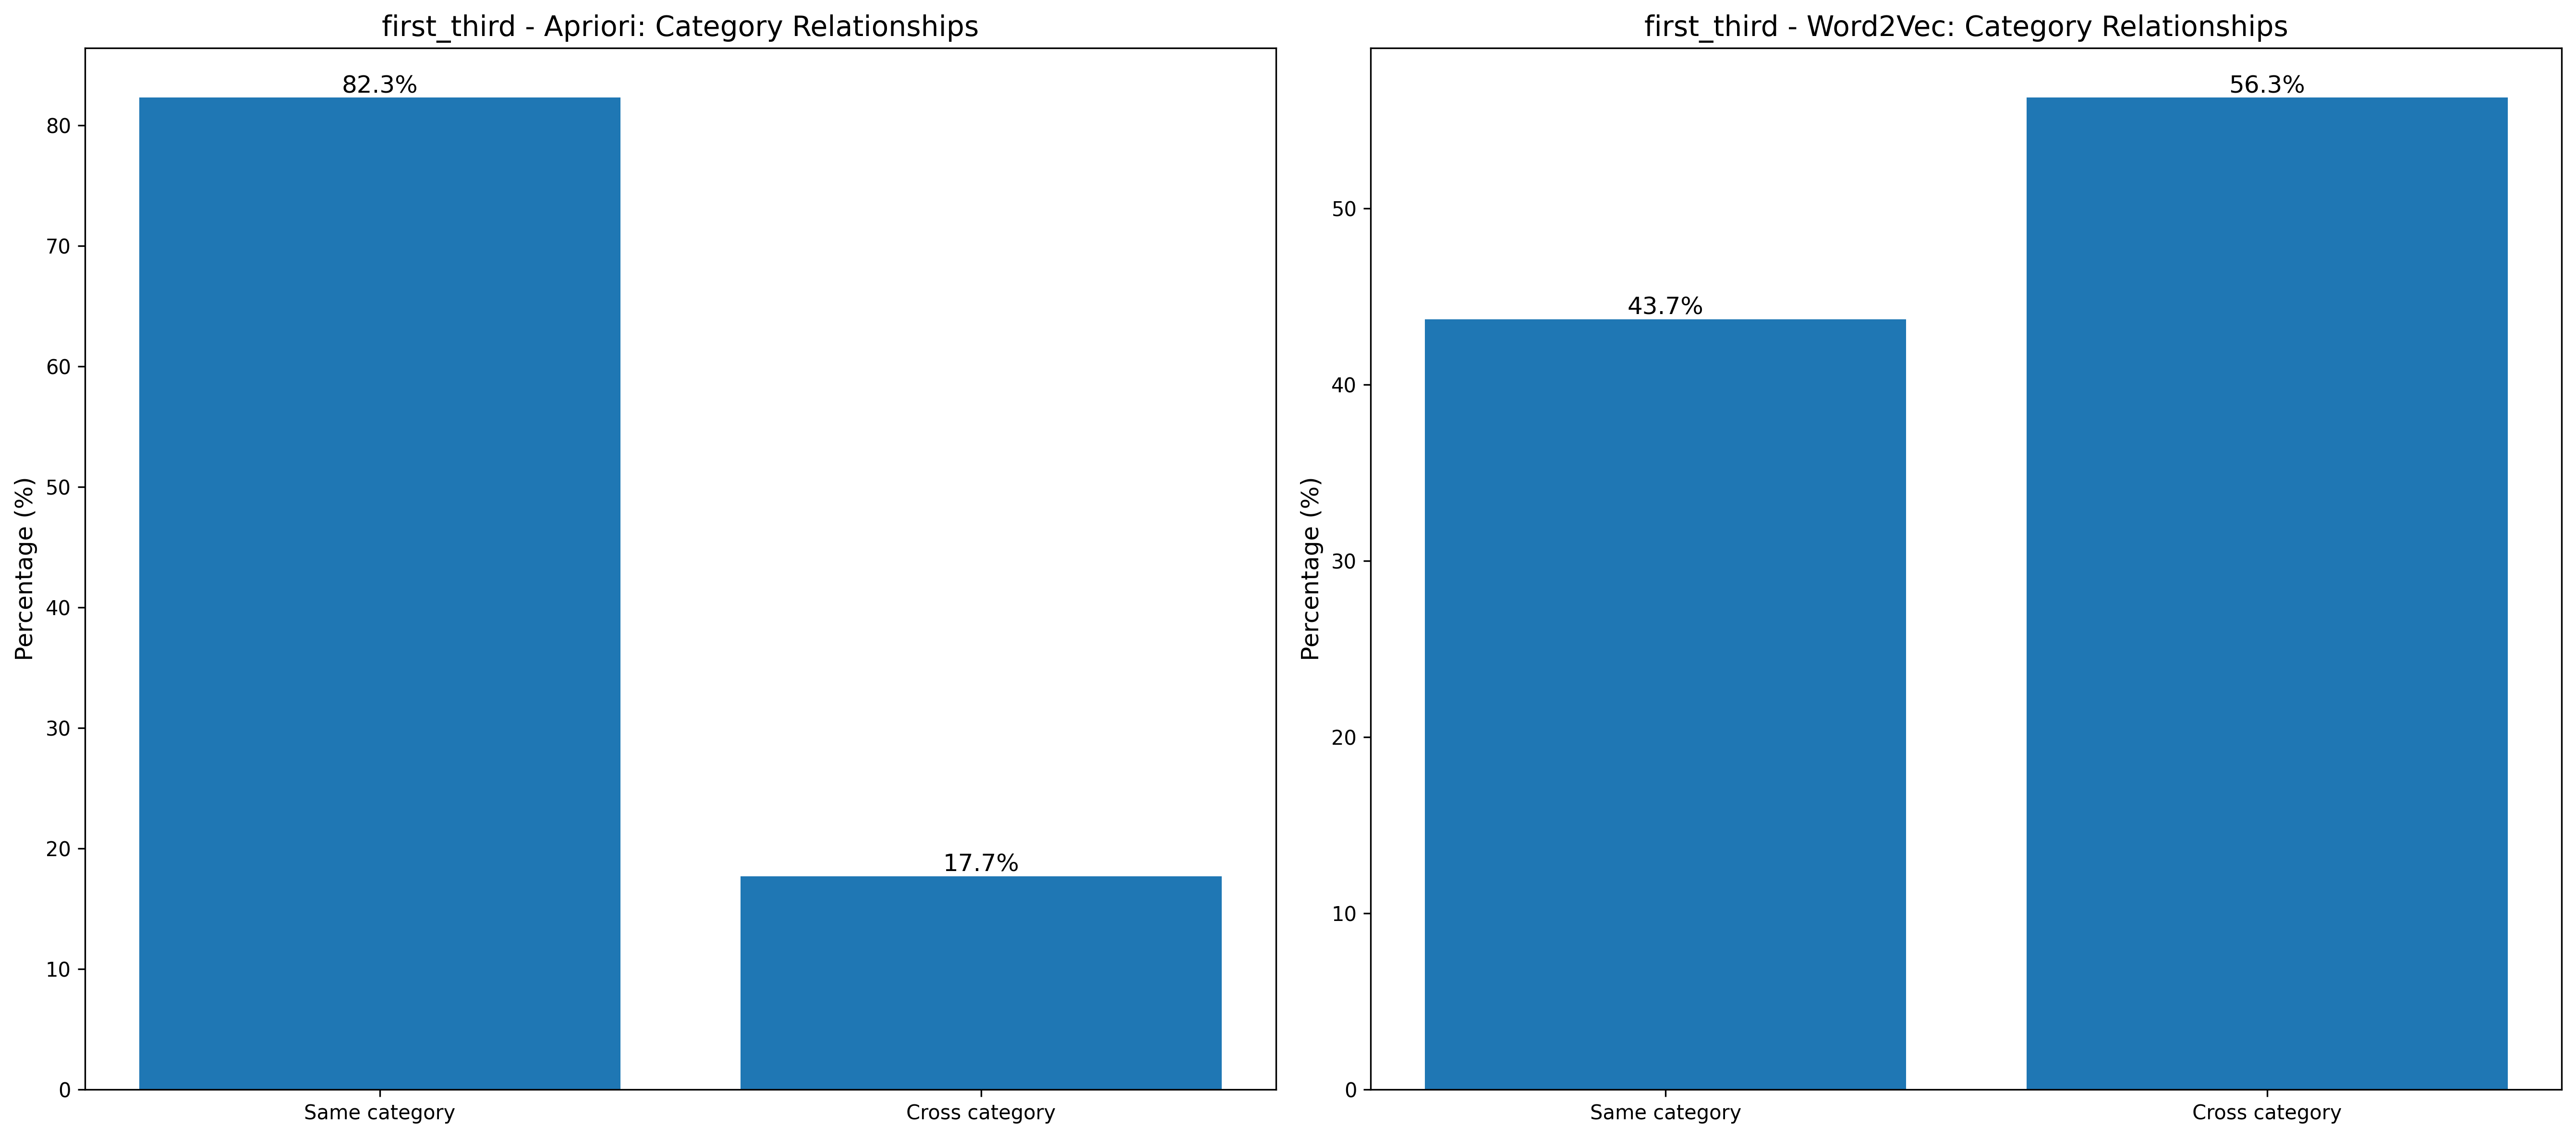 first_third - Apriori: Category Relationships
82.3%
17.7%
80
70
60
50
40
30
20
10
0
Percentage (%)
Same category
Cross category
first_third - Word2Vec: Category Relationships
56.3%
43.7%
50
40
30
20
10
0
Percentage (%)
Same category
Cross category